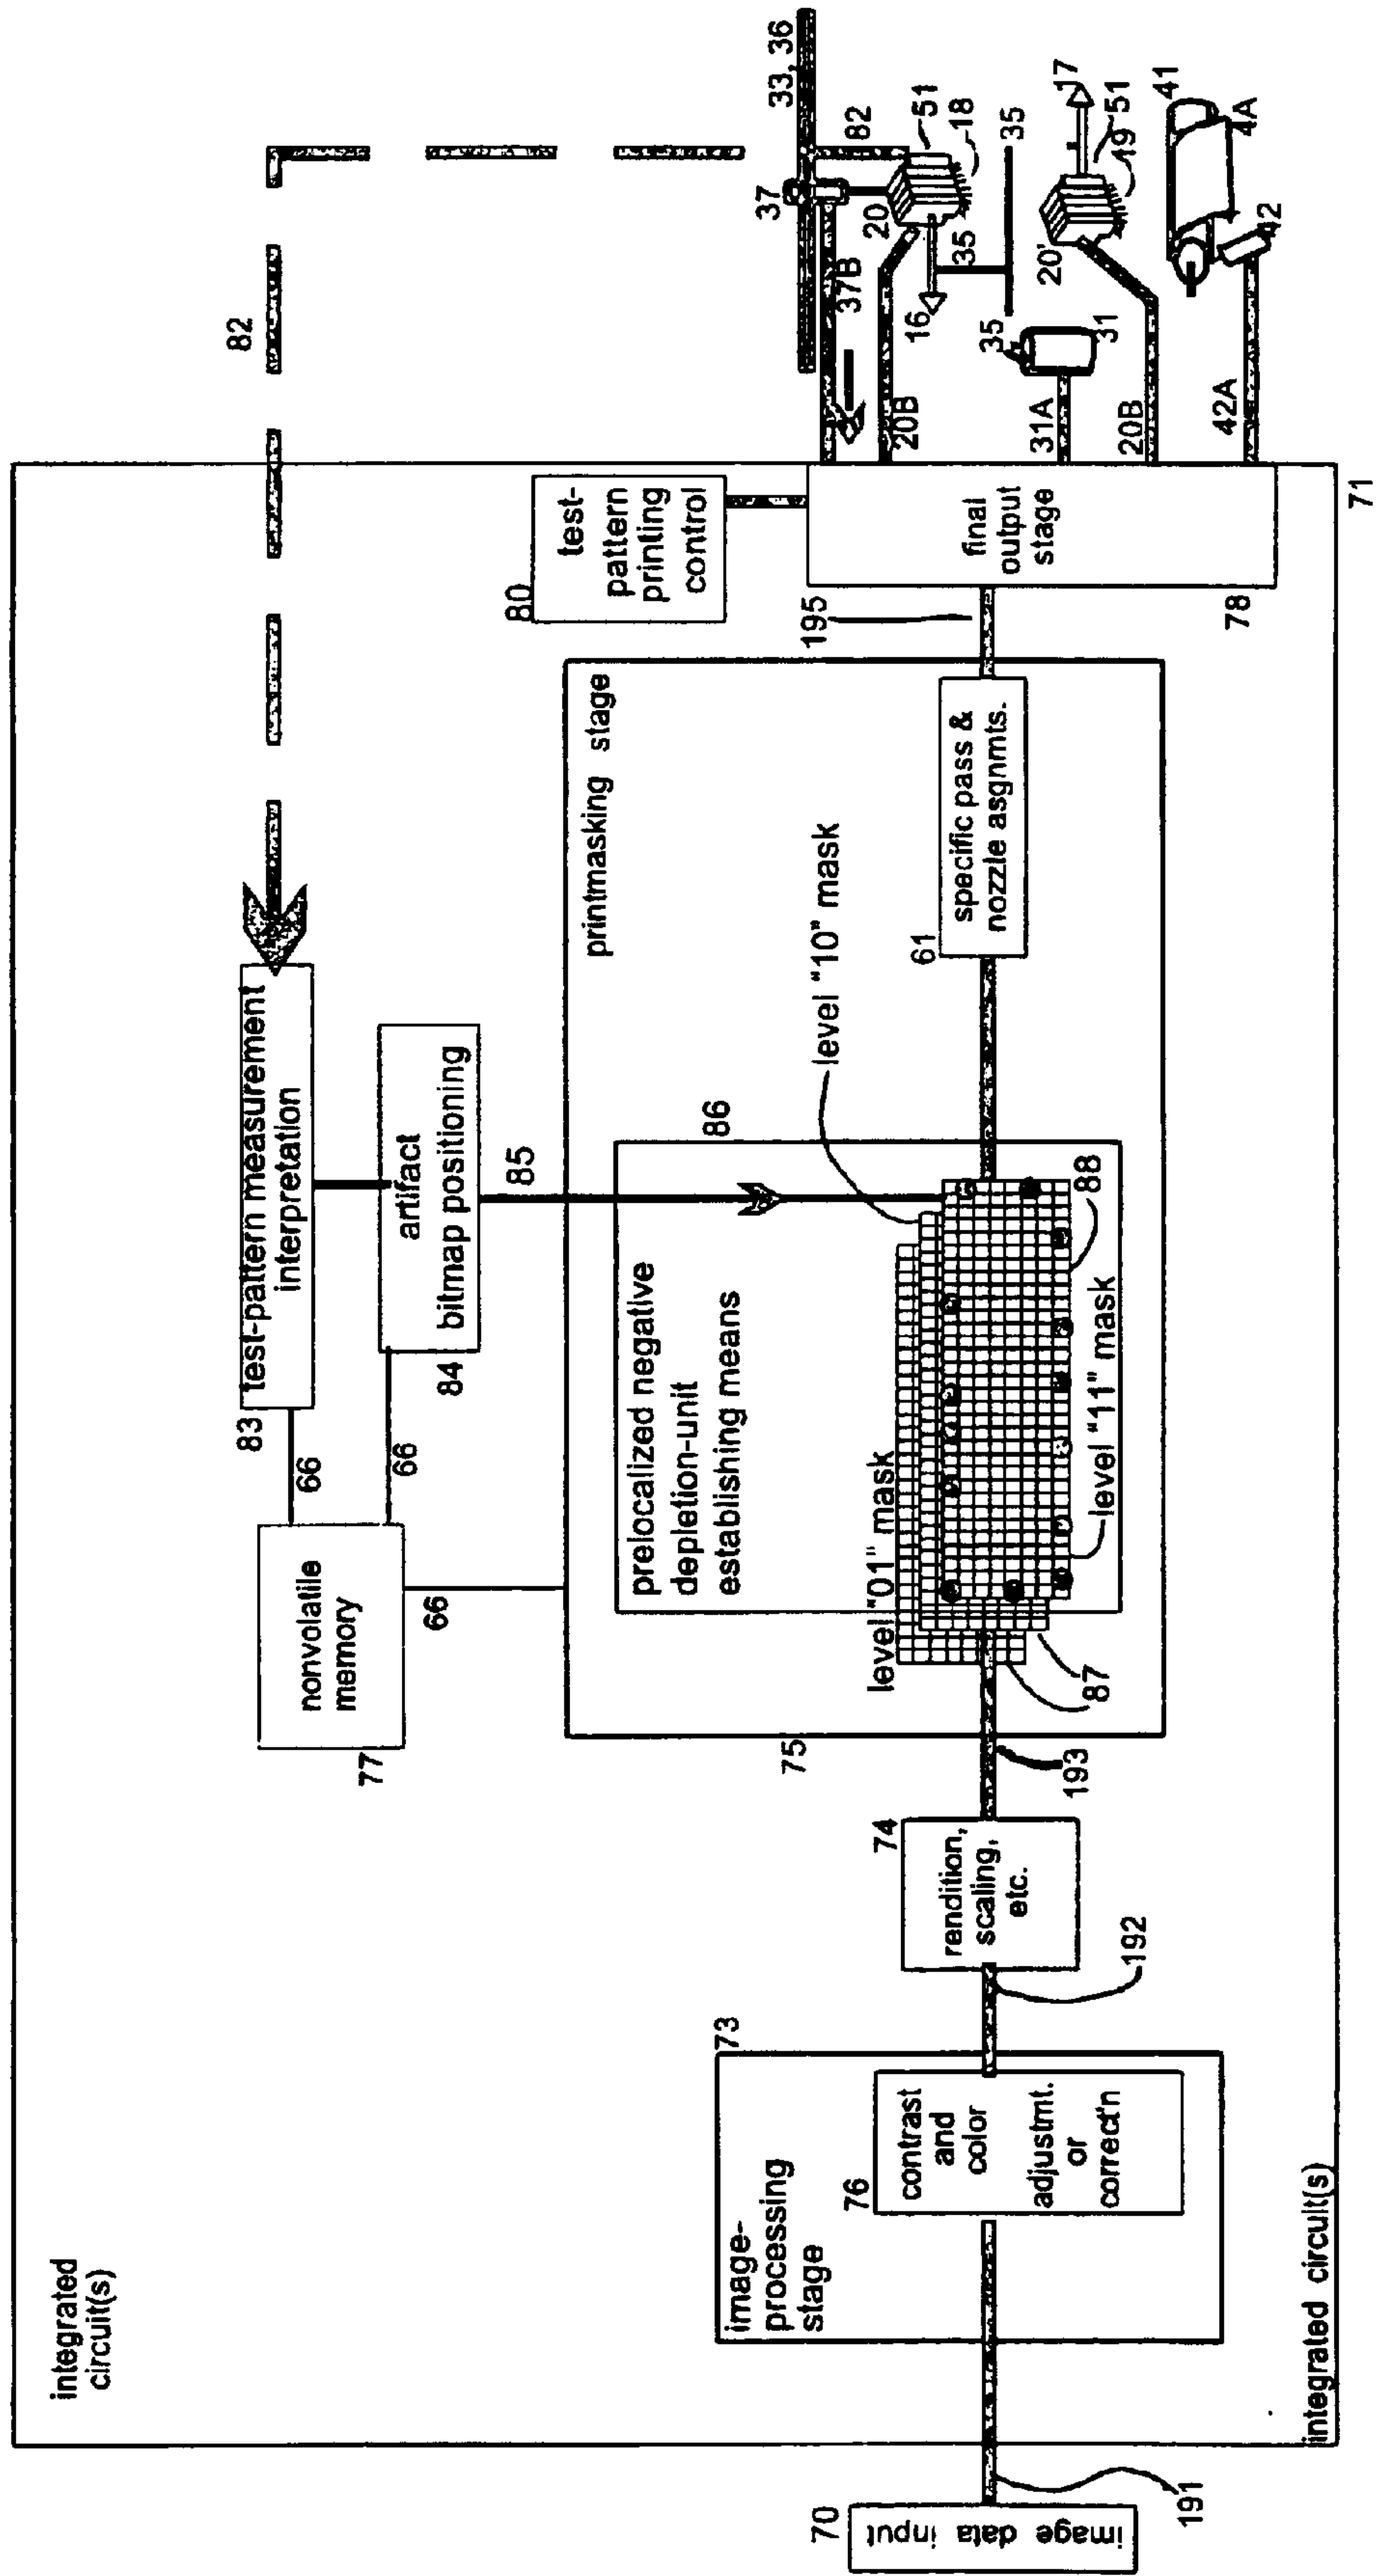 integrated
circuit(s)
82
83
test-pattern measurement
interpretation
66
77
nonvolatile
memory
66
66
84
artifact
bitmap positioning
85
80
test-
pattern
printing
control
33, 36
37
82
37B
20
51
18
16
35
35
20B
35
31
31A
20'
17
51
19
20B
41
4A
42
42A
final
output
stage
78
71
195
printmasking stage
75
86
prelocalized negative
depletion-unit
establishing means
level "10" mask
level "01" mask
level "11" mask
88
87
61
specific pass &
nozzle asgnmts.
193
74
rendition,
scaling,
etc.
192
73
image-
processing
stage
76
contrast
and
color
adjustmt.
or
correct'n
70
image data input
191
integrated circuit(s)